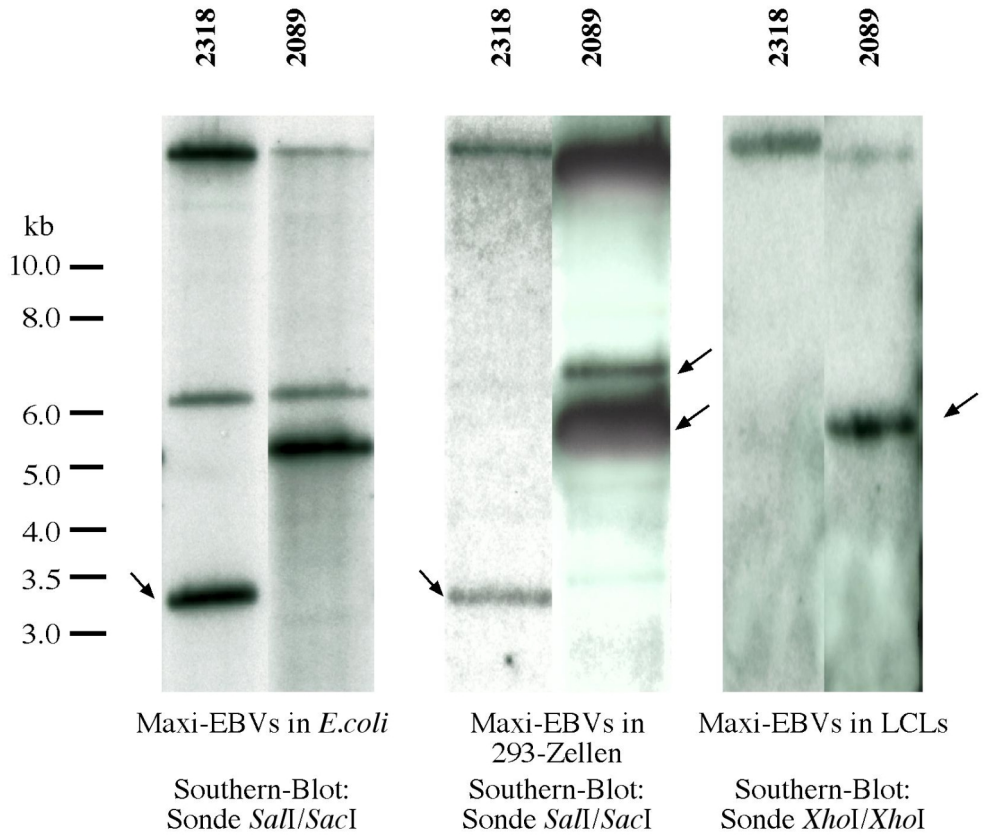 2318 2089 2318 2089 2318 2089
kb
10.0
8.0
6.0
5.0
4.0
3.5
3.0
Maxi-EBVs in E.coli
Southern-Blot:
Sonde SalI/SacI
Maxi-EBVs in
293-Zellen
Southern-Blot:
Sonde SalI/SacI
Maxi-EBVs in LCLs
Southern-Blot:
Sonde XhoI/XhoI